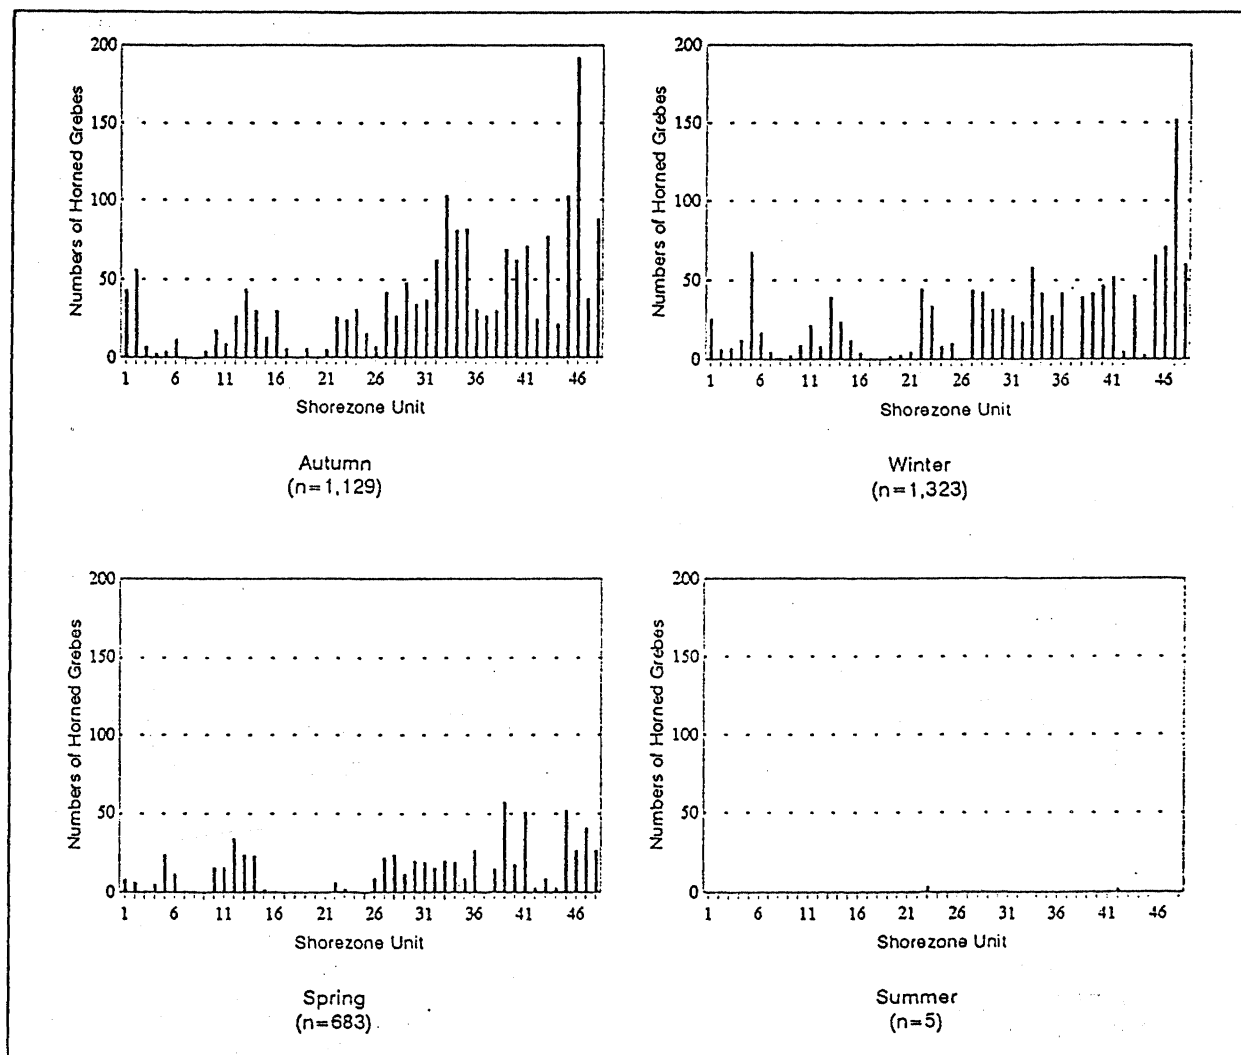 200
150
100
50
0
Numbers of Horned Grebes
1 6 11 16 21 26 31 36 41 46
Shorezone Unit
Autumn
(n=1,129)
200
150
100
50
0
Numbers of Horned Grebes
1 6 11 16 21 26 31 36 41 46
Shorezone Unit
Winter
(n=1,323)
200
150
100
50
0
Numbers of Horned Grebes
1 6 11 16 21 26 31 36 41 46
Shorezone Unit
Spring
(n=683)
200
150
100
50
0
Numbers of Horned Grebes
1 6 11 16 21 26 31 36 41 46
Shorezone Unit
Summer
(n=5)